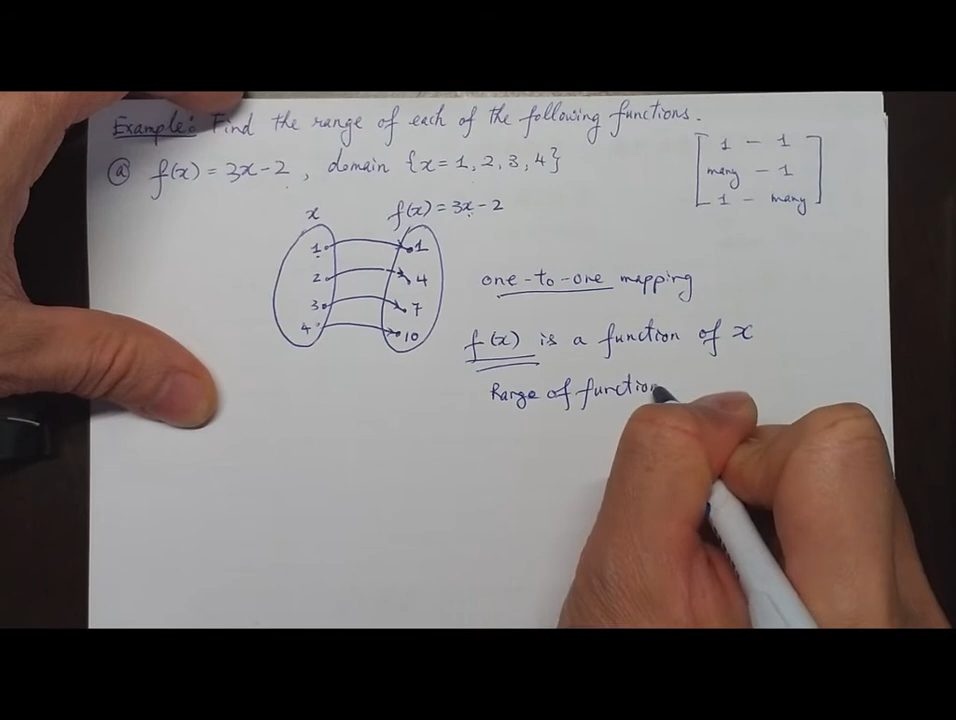 Example: Find the range of each of the following functions.
ⓐ f(x) = 3x-2 , domain {x = 1, 2, 3, 4}
1 - 1
many - 1
1 - many
x
f(x) = 3x - 2
1
2
3
4
1
4
7
10
one-to-one mapping
f(x) is a function of x
Range of function